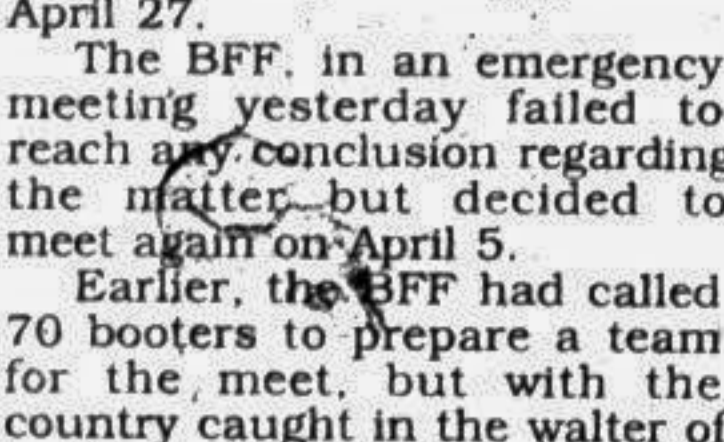 April 27.
The BFF, in an emergency
meeting yesterday failed to
reach any conclusion regarding
the matter but decided to
meet again on April 5.
Earlier, the BFF had called
70 booters to prepare a team
for the meet, but with the
country caught in the walter of